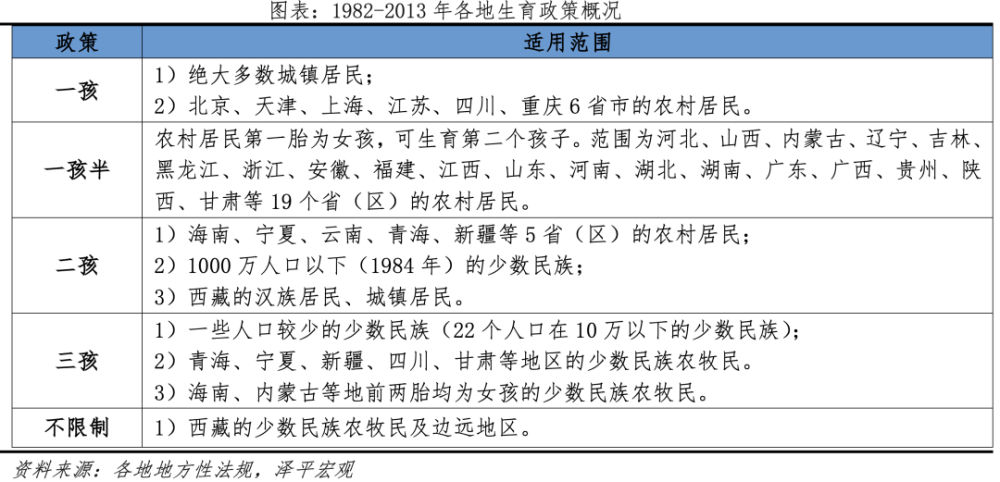 图表：1982-2013 年各地生育政策概况
政策 适用范围
一孩
1）绝大多数城镇居民；
2）北京、天津、上海、江苏、四川、重庆 6 省市的农村居民。
一孩半
农村居民第一胎为女孩，可生育第二个孩子。范围为河北、山西、内蒙古、辽宁、吉林、
黑龙江、浙江、安徽、福建、江西、山东、河南、湖北、湖南、广东、广西、贵州、陕
西、甘肃等 19 个省（区）的农村居民。
二孩
1）海南、宁夏、云南、青海、新疆等 5 省（区）的农村居民；
2）1000 万人口以下（1984 年）的少数民族；
3）西藏的汉族居民、城镇居民。
三孩
1）一些人口较少的少数民族（22 个人口在 10 万以下的少数民族）；
2）青海、宁夏、新疆、四川、甘肃等地区的少数民族农牧民。
3）海南、内蒙古等地前两胎均为女孩的少数民族农牧民。
不限制
1）西藏的少数民族农牧民及边远地区。
资料来源：各地地方性法规，泽平宏观